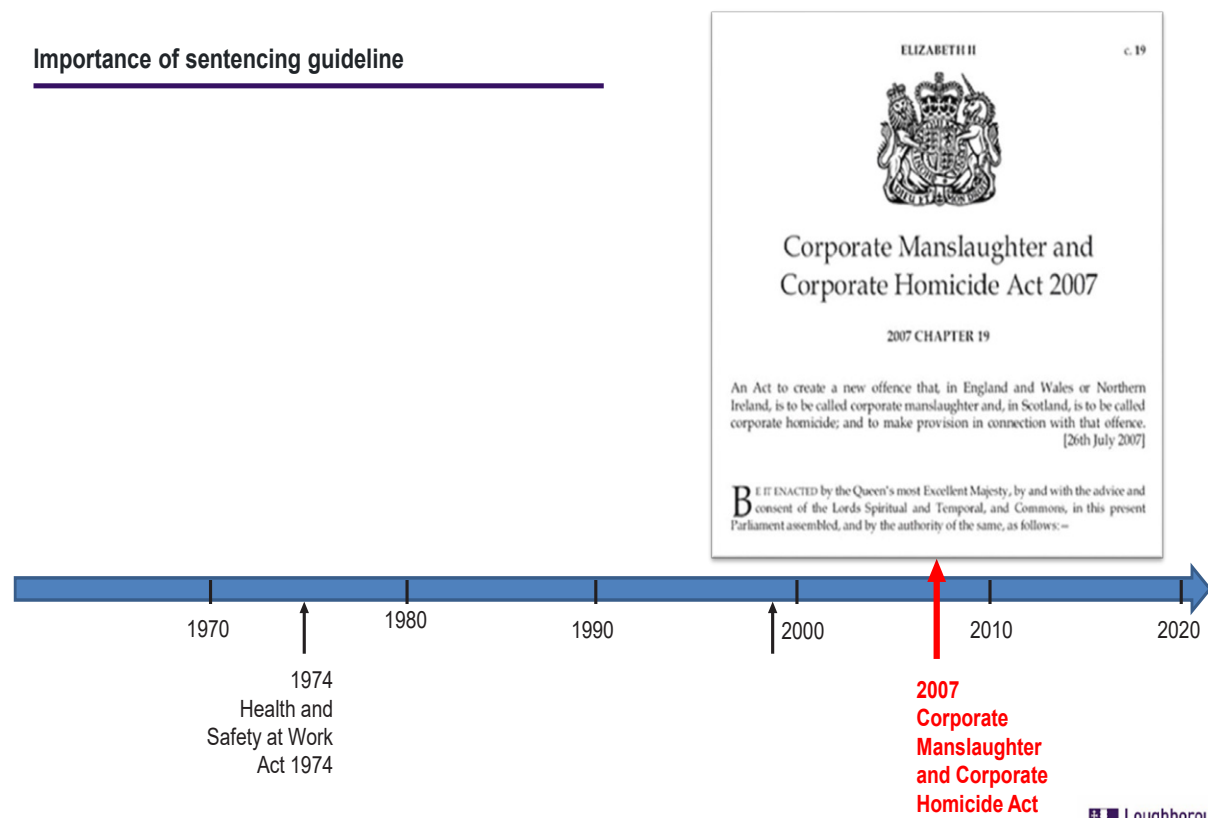 Importance of sentencing guideline
ELIZABETH II c. 19
DIEU ET MON DROIT
Corporate Manslaughter and
Corporate Homicide Act 2007
2007 CHAPTER 19
An Act to create a new offence that, in England and Wales or Northern
Ireland, is to be called corporate manslaughter and, in Scotland, is to be called
corporate homicide; and to make provision in connection with that offence.
[26th July 2007]
BE IT ENACTED by the Queen's most Excellent Majesty, by and with the advice and
consent of the Lords Spiritual and Temporal, and Commons, in this present
Parliament assembled, and by the authority of the same, as follows:–
1970 1980 1990 2000 2010 2020
1974
Health and
Safety at Work
Act 1974
2007
Corporate
Manslaughter
and Corporate
Homicide Act